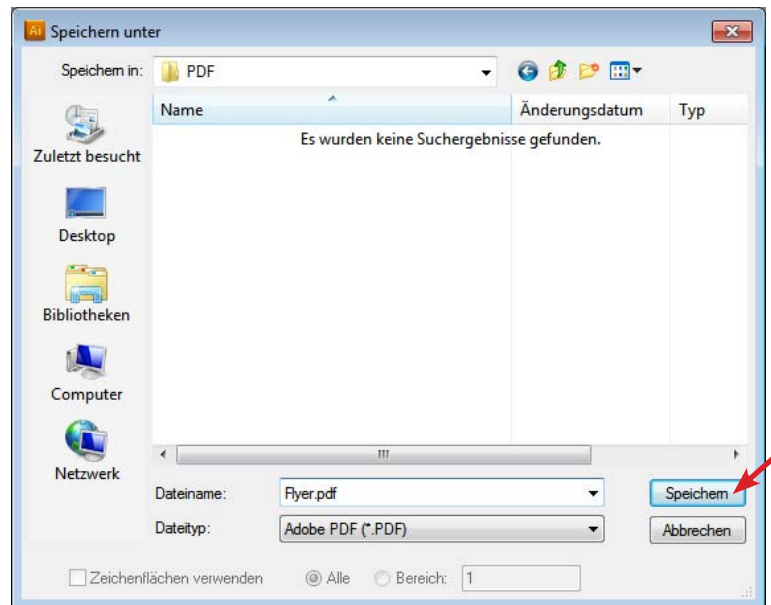 Ai Speichern unter
Speichern in: PDF
Name Änderungsdatum Typ
Es wurden keine Suchergebnisse gefunden.
Zuletzt besucht
Desktop
Bibliotheken
Computer
Netzwerk
Dateiname: Flyer.pdf Speichern
Dateityp: Adobe PDF (*.PDF) Abbrechen
Zeichenflächen verwenden Alle Bereich: 1